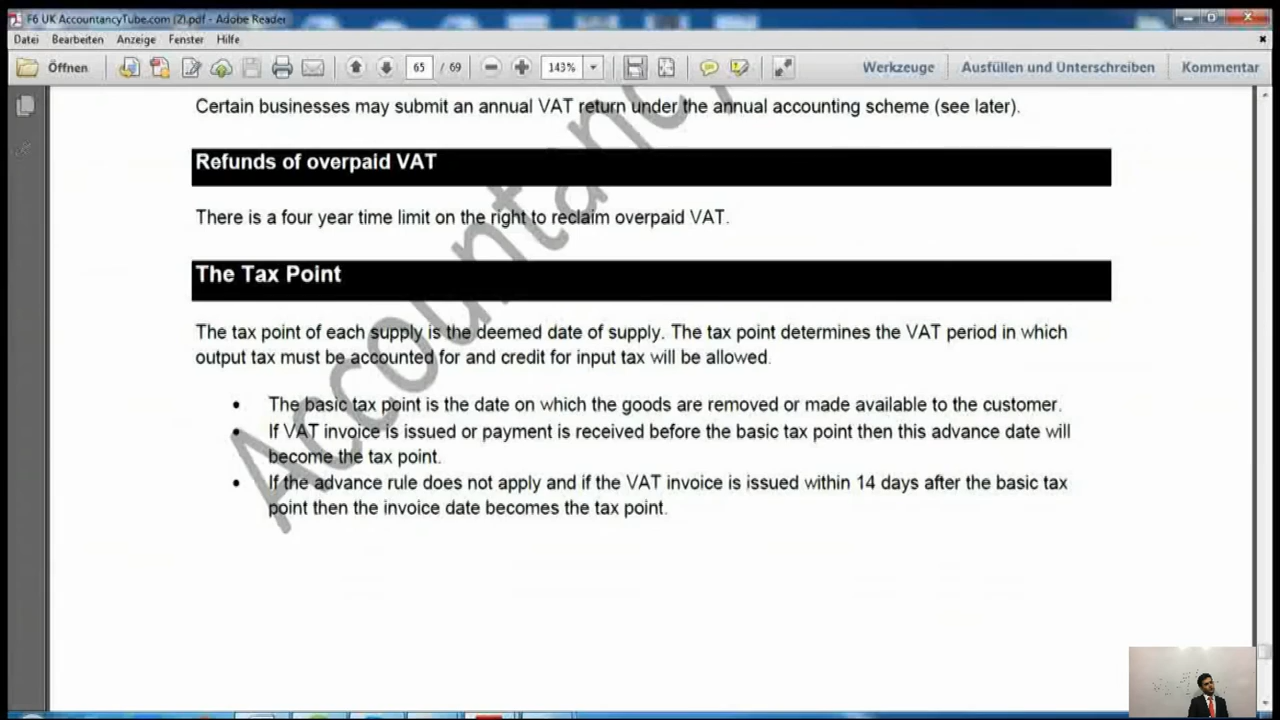 F6 UK AccountancyTube.com (2).pdf - Adobe Reader
Datei Bearbeiten Anzeige Fenster Hilfe
Öffnen 65 / 69 143% Werkzeuge Ausfüllen und Unterschreiben Kommentar
Certain businesses may submit an annual VAT return under the annual accounting scheme (see later).
Refunds of overpaid VAT
There is a four year time limit on the right to reclaim overpaid VAT.
The Tax Point
The tax point of each supply is the deemed date of supply. The tax point determines the VAT period in which
output tax must be accounted for and credit for input tax will be allowed.
• The basic tax point is the date on which the goods are removed or made available to the customer.
• If VAT invoice is issued or payment is received before the basic tax point then this advance date will
become the tax point.
• If the advance rule does not apply and if the VAT invoice is issued within 14 days after the basic tax
point then the invoice date becomes the tax point.
Accountancy